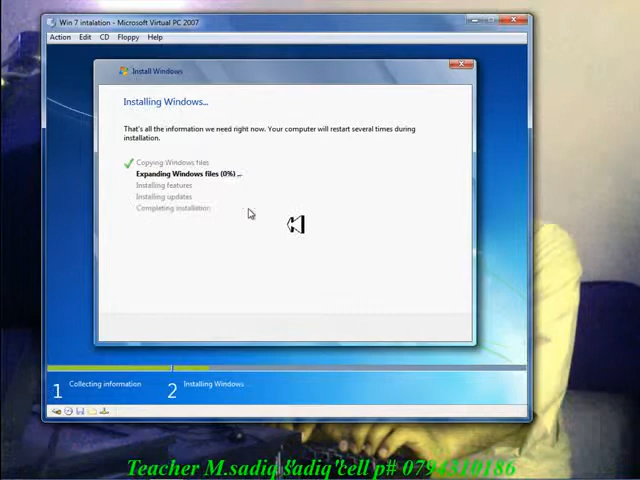 Win 7 intalation - Microsoft Virtual PC 2007
Action Edit CD Floppy Help
Install Windows
Installing Windows...
That's all the information we need right now. Your computer will restart several times during
installation.
Copying Windows files
Expanding Windows files (0%) ...
Installing features
Installing updates
Completing installation
1 Collecting information 2 Installing Windows
Teacher M.sadiq "sadiq" cell p# 0794310186